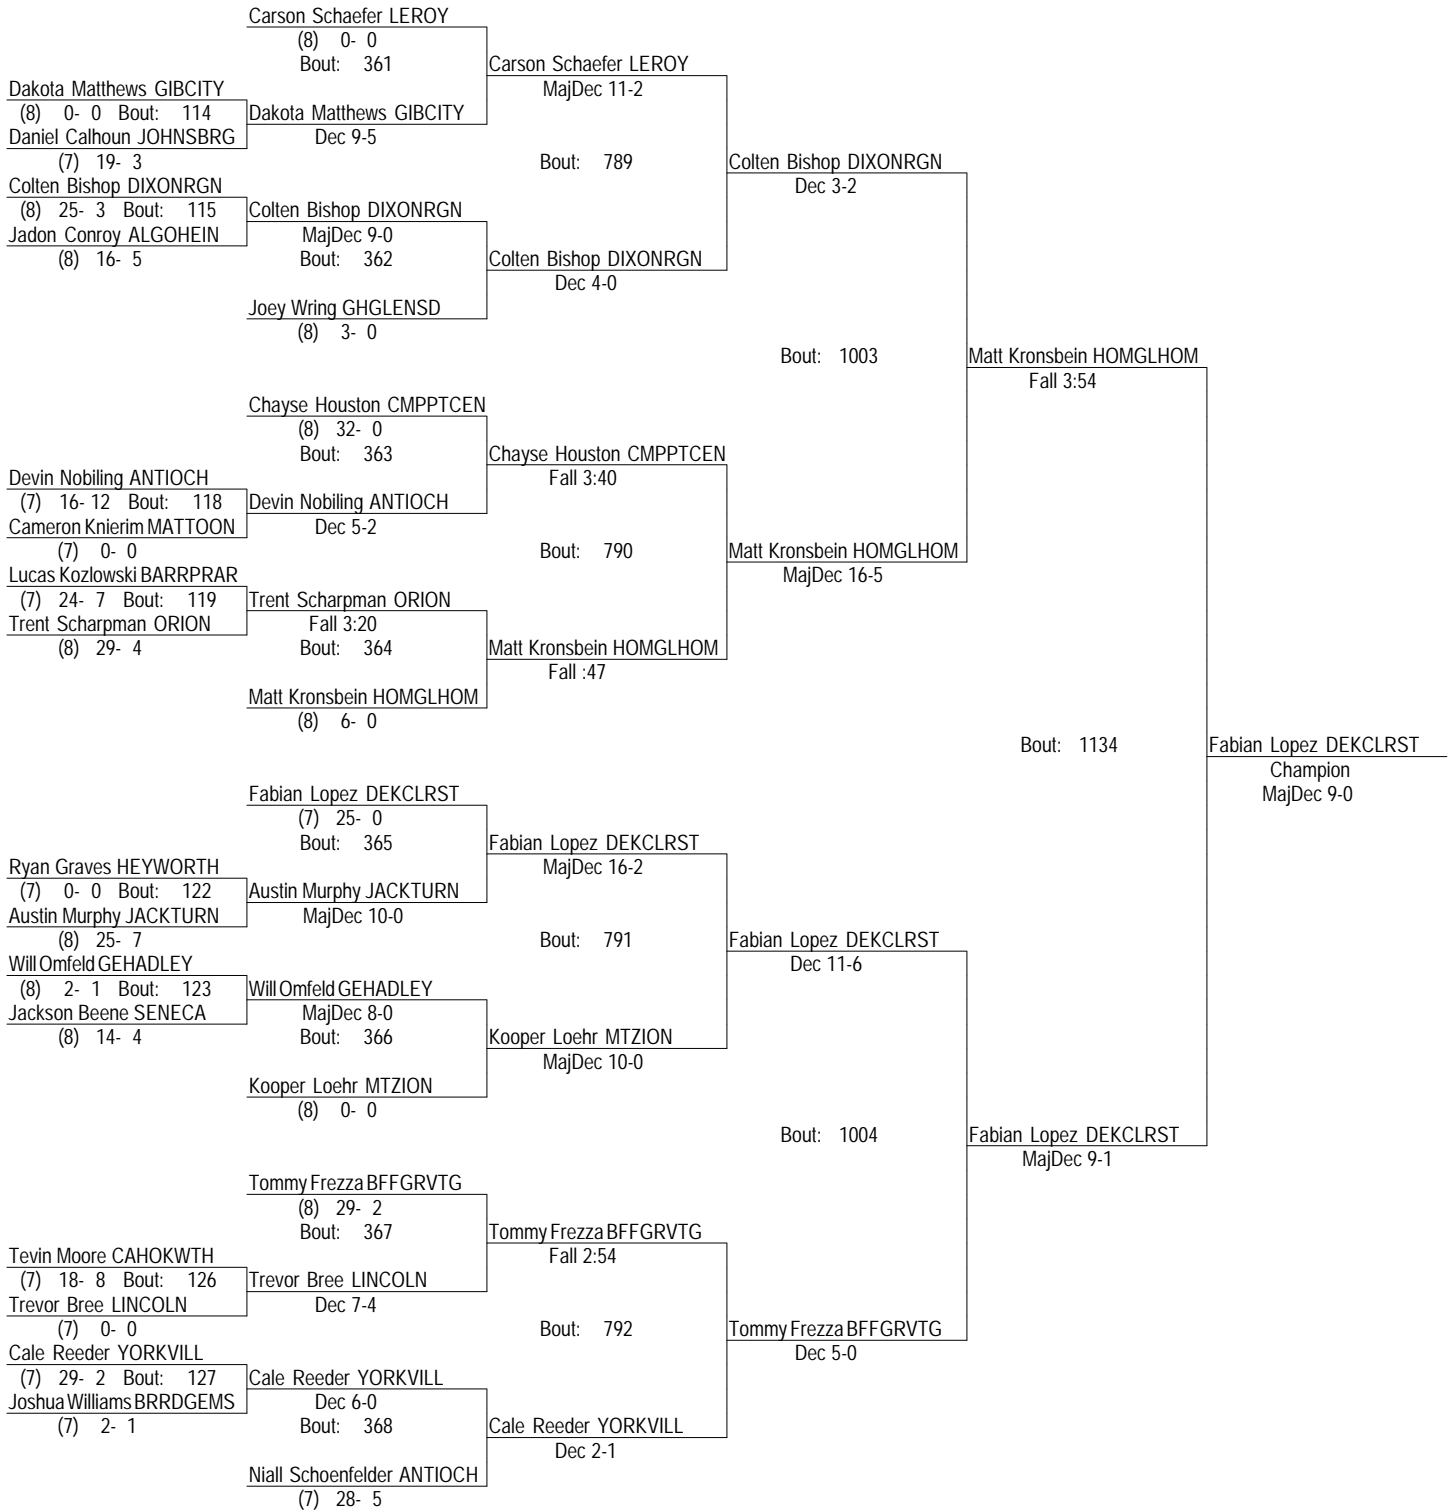 Carson Schaefer LEROY
(8) 0- 0
Bout: 361
Carson Schaefer LEROY
MajDec 11-2
Dakota Matthews GIBCITY
(8) 0- 0 Bout: 114
Dakota Matthews GIBCITY
Dec 9-5
Daniel Calhoun JOHNSBRG
(7) 19- 3
Bout: 789
Colten Bishop DIXONRGN
Dec 3-2
Colten Bishop DIXONRGN
(8) 25- 3 Bout: 115
Colten Bishop DIXONRGN
MajDec 9-0
Jadon Conroy ALGOHEIN
(8) 16- 5
Bout: 362
Colten Bishop DIXONRGN
Dec 4-0
Joey Wring GHGLENSD
(8) 3- 0
Bout: 1003
Matt Kronsbein HOMGLHOM
Fall 3:54
Chayse Houston CMPPTCEN
(8) 32- 0
Bout: 363
Chayse Houston CMPPTCEN
Fall 3:40
Devin Nobiling ANTIOCH
(7) 16- 12 Bout: 118
Devin Nobiling ANTIOCH
Dec 5-2
Cameron Knierim MATTOON
(7) 0- 0
Bout: 790
Matt Kronsbein HOMGLHOM
MajDec 16-5
Lucas Kozlowski BARRPRAR
(7) 24- 7 Bout: 119
Trent Scharpman ORION
Fall 3:20
Trent Scharpman ORION
(8) 29- 4
Bout: 364
Matt Kronsbein HOMGLHOM
Fall :47
Matt Kronsbein HOMGLHOM
(8) 6- 0
Bout: 1134
Fabian Lopez DEKCLRST
Champion
MajDec 9-0
Fabian Lopez DEKCLRST
(7) 25- 0
Bout: 365
Fabian Lopez DEKCLRST
MajDec 16-2
Ryan Graves HEYWORTH
(7) 0- 0 Bout: 122
Austin Murphy JACKTURN
MajDec 10-0
Austin Murphy JACKTURN
(8) 25- 7
Bout: 791
Fabian Lopez DEKCLRST
Dec 11-6
Will Omfeld GEHADLEY
(8) 2- 1 Bout: 123
Will Omfeld GEHADLEY
MajDec 8-0
Jackson Beene SENECA
(8) 14- 4
Bout: 366
Kooper Loehr MTZION
MajDec 10-0
Kooper Loehr MTZION
(8) 0- 0
Bout: 1004
Fabian Lopez DEKCLRST
MajDec 9-1
Tommy Frezza BFFGRVTG
(8) 29- 2
Bout: 367
Tommy Frezza BFFGRVTG
Fall 2:54
Tevin Moore CAHOKWTH
(7) 18- 8 Bout: 126
Trevor Bree LINCOLN
Dec 7-4
Trevor Bree LINCOLN
(7) 0- 0
Bout: 792
Tommy Frezza BFFGRVTG
Dec 5-0
Cale Reeder YORKVILL
(7) 29- 2 Bout: 127
Cale Reeder YORKVILL
Dec 6-0
Joshua Williams BRRDGEMS
(7) 2- 1
Bout: 368
Cale Reeder YORKVILL
Dec 2-1
Niall Schoenfelder ANTIOCH
(7) 28- 5